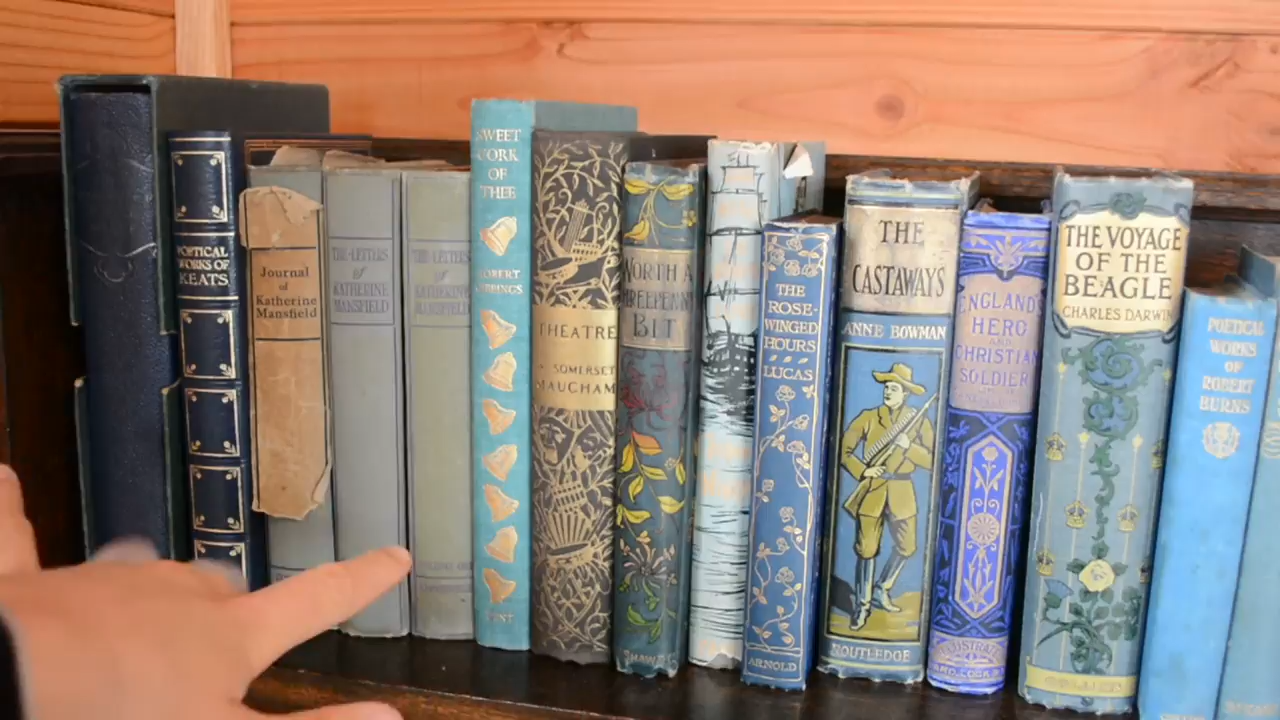 POETICAL
WORKS OF
KEATS
Journal
of
Katherine
Mansfield
THE LETTERS
of
KATHERINE
MANSFIELD
THE LETTERS
of
KATHERINE
MANSFIELD
SWEET
CORK
OF
THEE
ROBERT
GIBBINGS
DENT
THEATRE
SOMERSET
MAUGHAM
WORTH A
THREEPENNY
BIT
SHAW
THE
ROSE-
WINGED
HOURS
LUCAS
ARNOLD
THE
CASTAWAYS
ANNE BOWMAN
ROUTLEDGE
ENGLAND'S
HERO
AND
CHRISTIAN
SOLDIER
THE VOYAGE
OF THE
BEAGLE
CHARLES DARWIN
COLLINS
POETICAL
WORKS
OF
ROBERT
BURNS